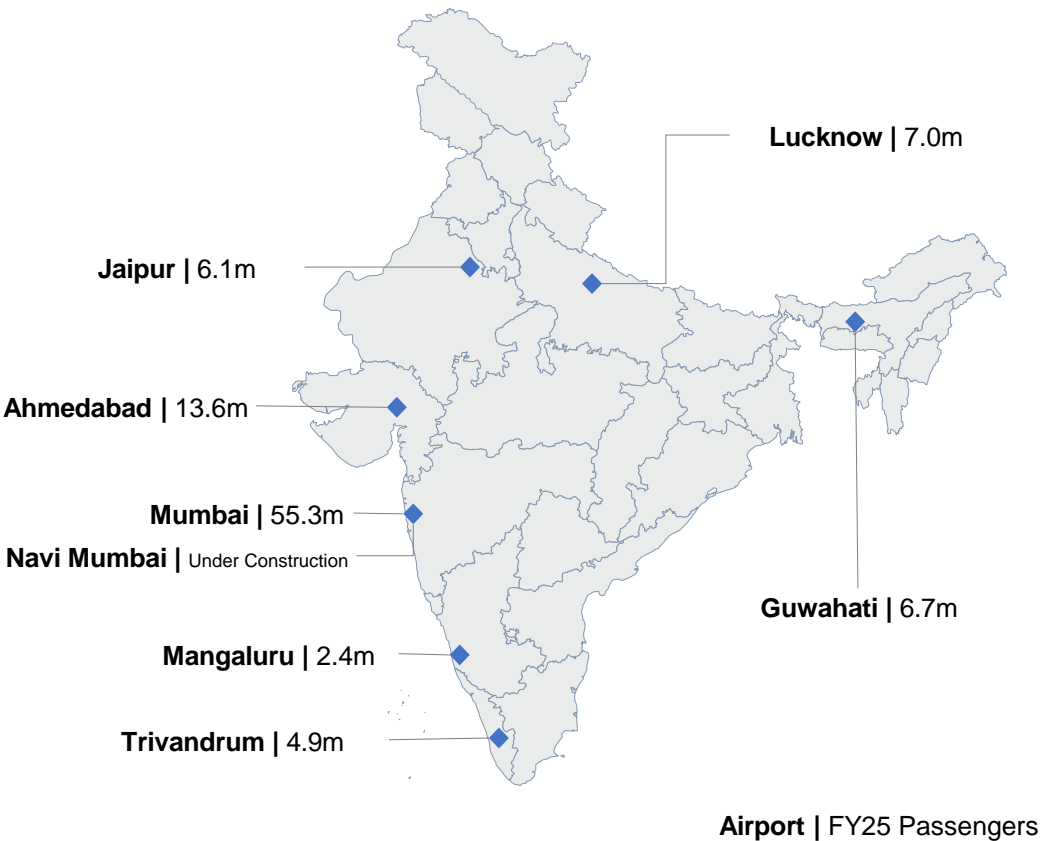 Lucknow | 7.0m
Jaipur | 6.1m
Ahmedabad | 13.6m
Mumbai | 55.3m
Navi Mumbai | Under Construction
Guwahati | 6.7m
Mangaluru | 2.4m
Trivandrum | 4.9m
Airport | FY25 Passengers